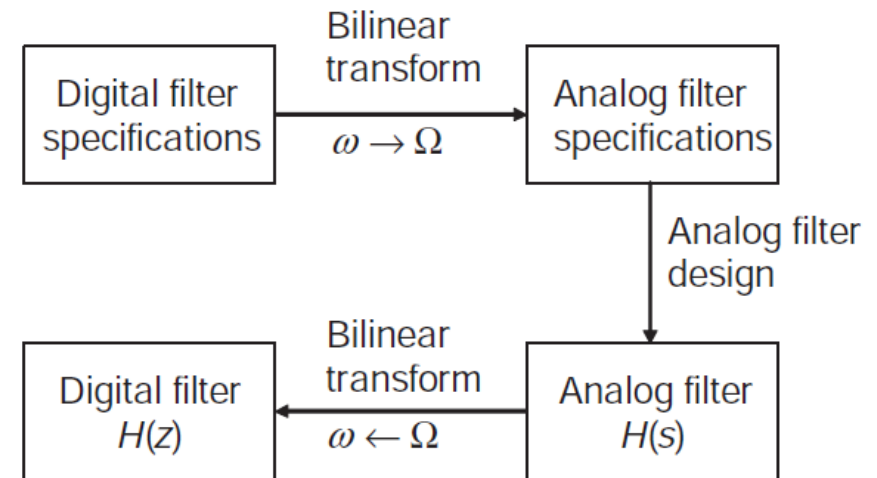 Digital filter
specifications
Bilinear
transform
ω → Ω
Analog filter
specifications
Analog filter
design
Analog filter
H(s)
Bilinear
transform
ω ← Ω
Digital filter
H(z)